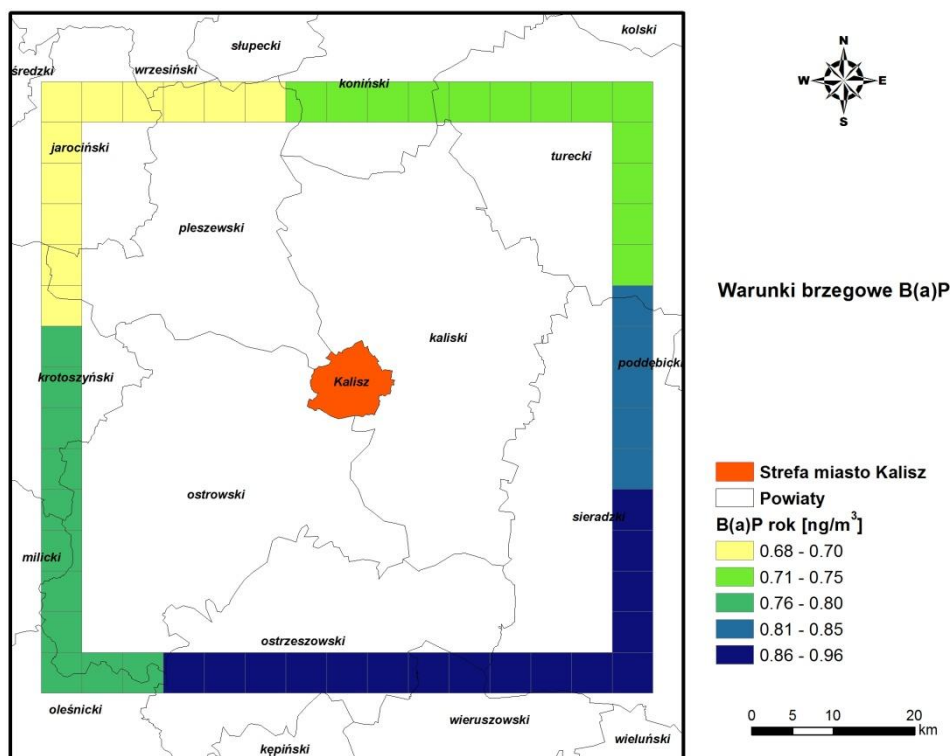 słupecki
kolski
średzki
wrzesiński
koniński
jarociński
turecki
pleszewski
kaliski
poddębicki
krotoszyński
Kalisz
ostrowski
sieradzki
milicki
ostrzeszowski
oleśnicki
wieruszowski
kępiński
wieluński
N
W E
S
Warunki brzegowe B(a)P
Strefa miasto Kalisz
Powiaty
B(a)P rok [ng/m³]
0.68 - 0.70
0.71 - 0.75
0.76 - 0.80
0.81 - 0.85
0.86 - 0.96
0 5 10 20
km